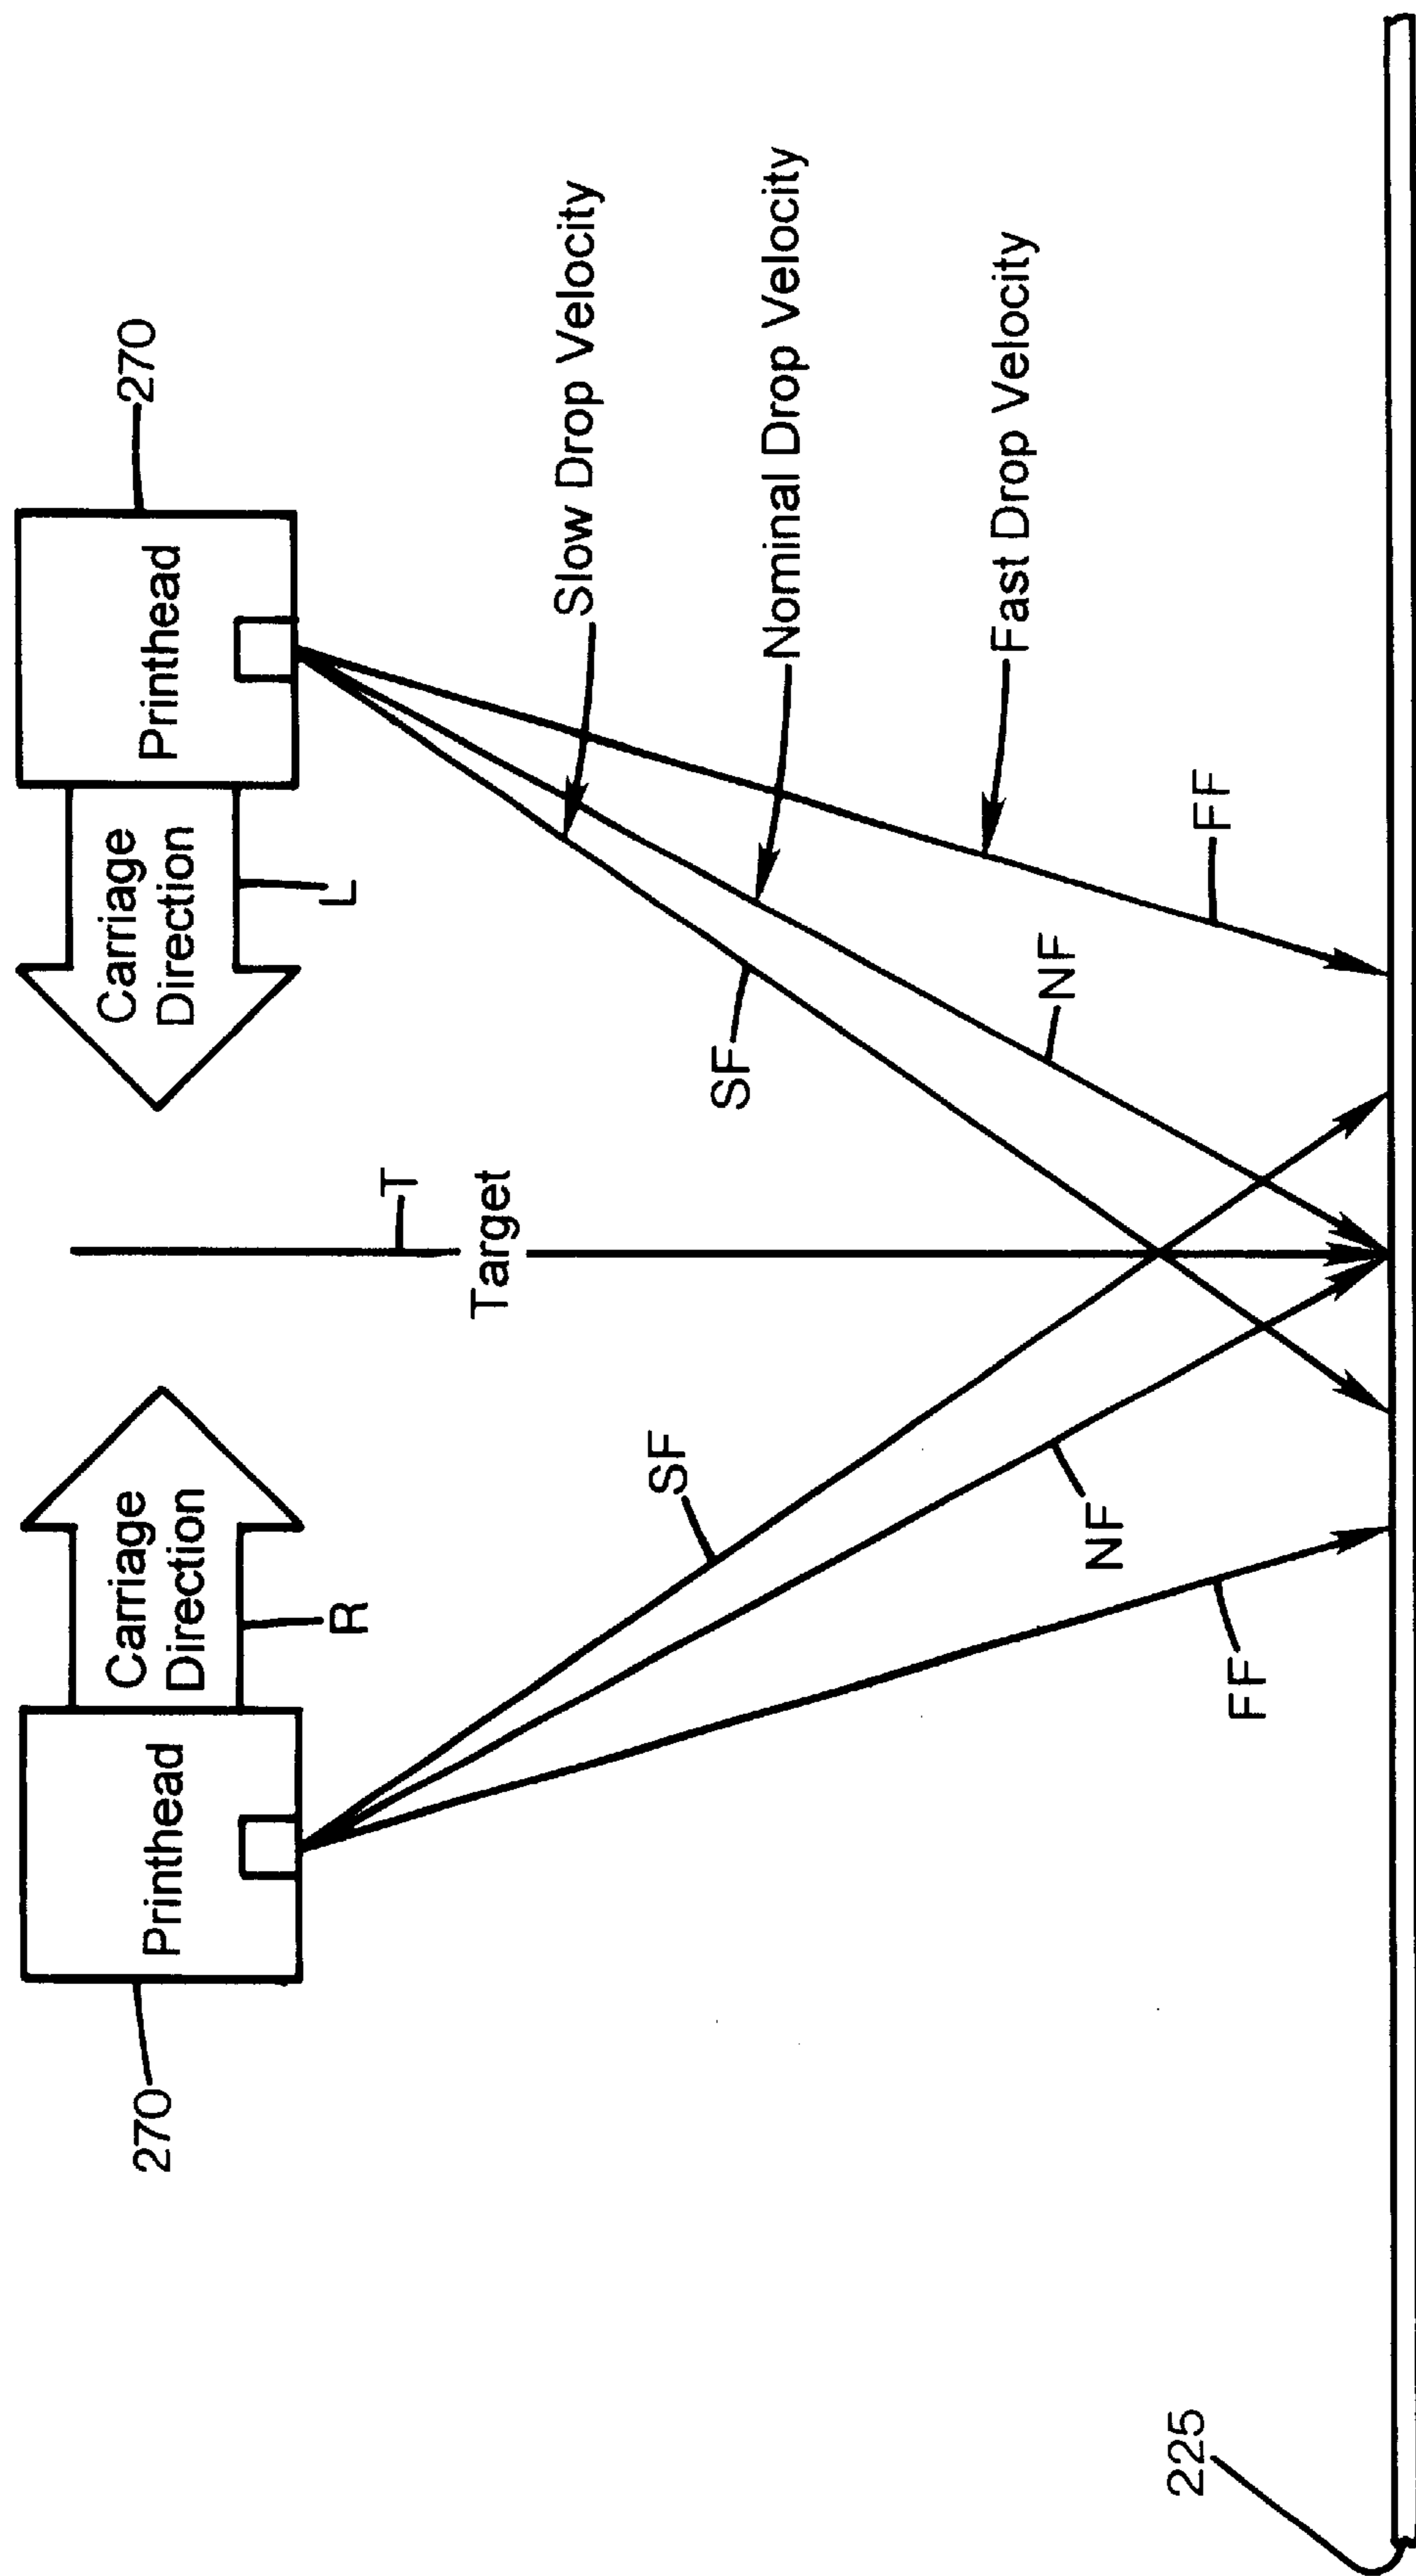 270
Printhead
Carriage
Direction
R
Carriage
Direction
L
Printhead
270
T
Target
Slow Drop Velocity
SF
SF
Nominal Drop Velocity
Fast Drop Velocity
NF
NF
FF
FF
225